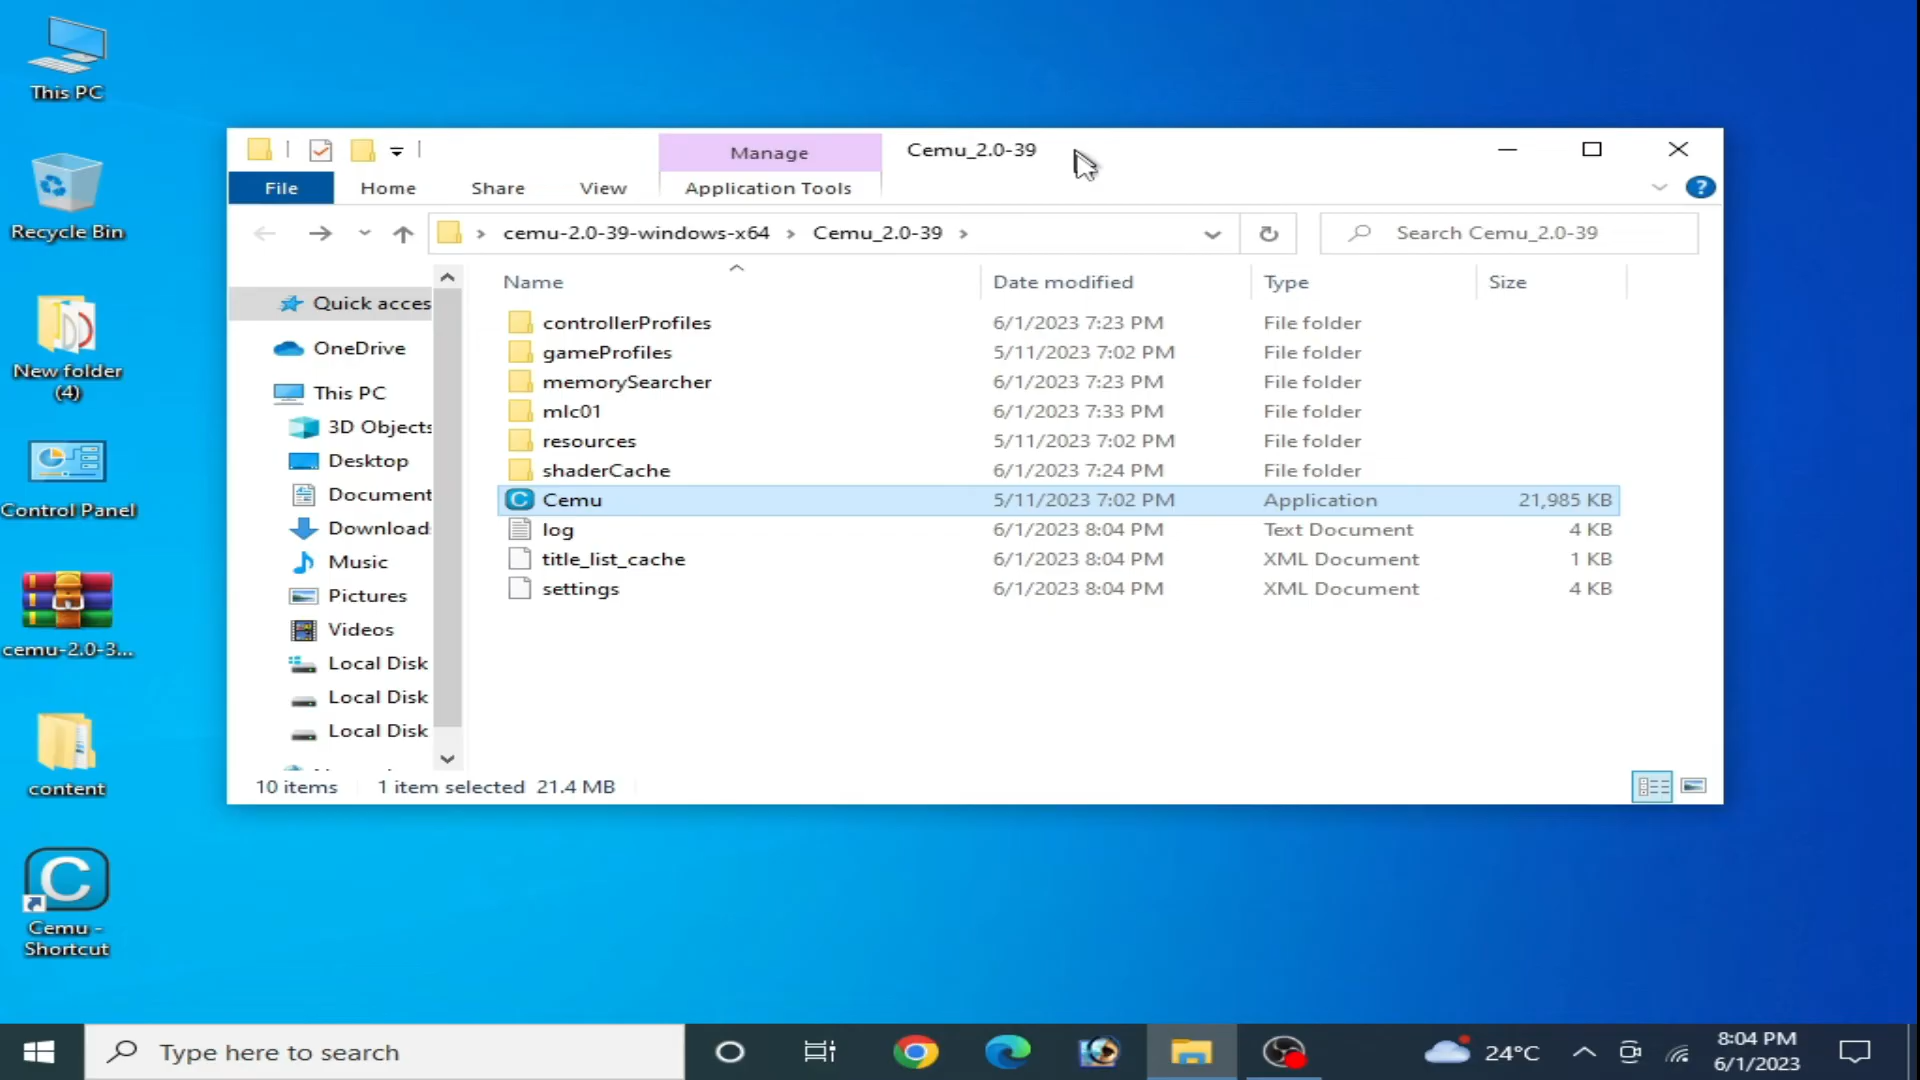 This PC
Recycle Bin
New folder
(4)
Control Panel
cemu-2.0-3...
content
C
Cemu -
Shortcut
Manage
Cemu_2.0-39
File
Home
Share
View
Application Tools
?
cemu-2.0-39-windows-x64
Cemu_2.0-39
Search Cemu_2.0-39
Quick acces
OneDrive
This PC
3D Objects
Desktop
Document
Download
Music
Pictures
Videos
Local Disk
Local Disk
Local Disk
Name Date modified Type Size
controllerProfiles 6/1/2023 7:23 PM File folder
gameProfiles 5/11/2023 7:02 PM File folder
memorySearcher 6/1/2023 7:23 PM File folder
mlc01 6/1/2023 7:33 PM File folder
resources 5/11/2023 7:02 PM File folder
shaderCache 6/1/2023 7:24 PM File folder
C Cemu 5/11/2023 7:02 PM Application 21,985 KB
log 6/1/2023 8:04 PM Text Document 4 KB
title_list_cache 6/1/2023 8:04 PM XML Document 1 KB
settings 6/1/2023 8:04 PM XML Document 4 KB
10 items 1 item selected 21.4 MB
Type here to search
24°C
8:04 PM
6/1/2023